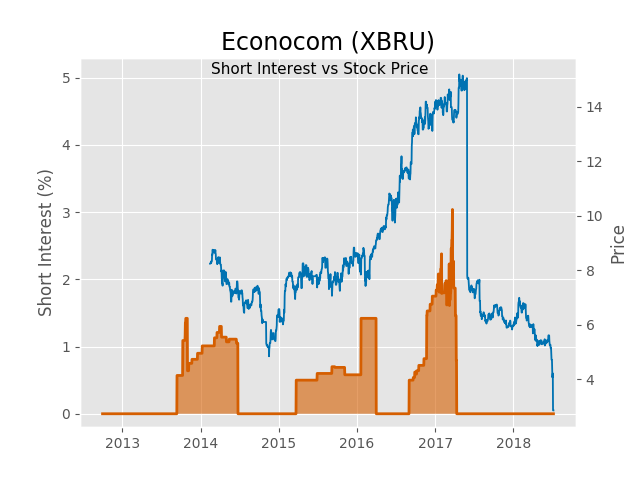 Econocom (XBRU)
Short Interest vs Stock Price
Short Interest (%)
5
4
3
2
1
0
14
12
10
8
6
4
Price
2013 2014 2015 2016 2017 2018